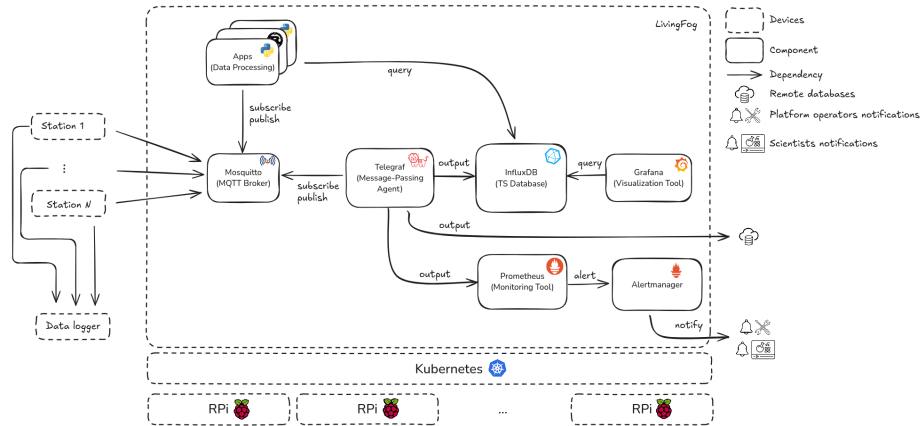 LivingFog
Devices
Component
Dependency
Remote databases
Platform operators notifications
Scientists notifications
Apps
(Data Processing)
query
subscribe
publish
Station 1
⋮
Station N
Data logger
Mosquitto
(MQTT Broker)
subscribe
publish
Telegraf
(Message-Passing
Agent)
output
InfluxDB
(TS Database)
query
Grafana
(Visualization Tool)
output
output
Prometheus
(Monitoring Tool)
alert
Alertmanager
notify
Kubernetes
RPi
RPi
...
RPi